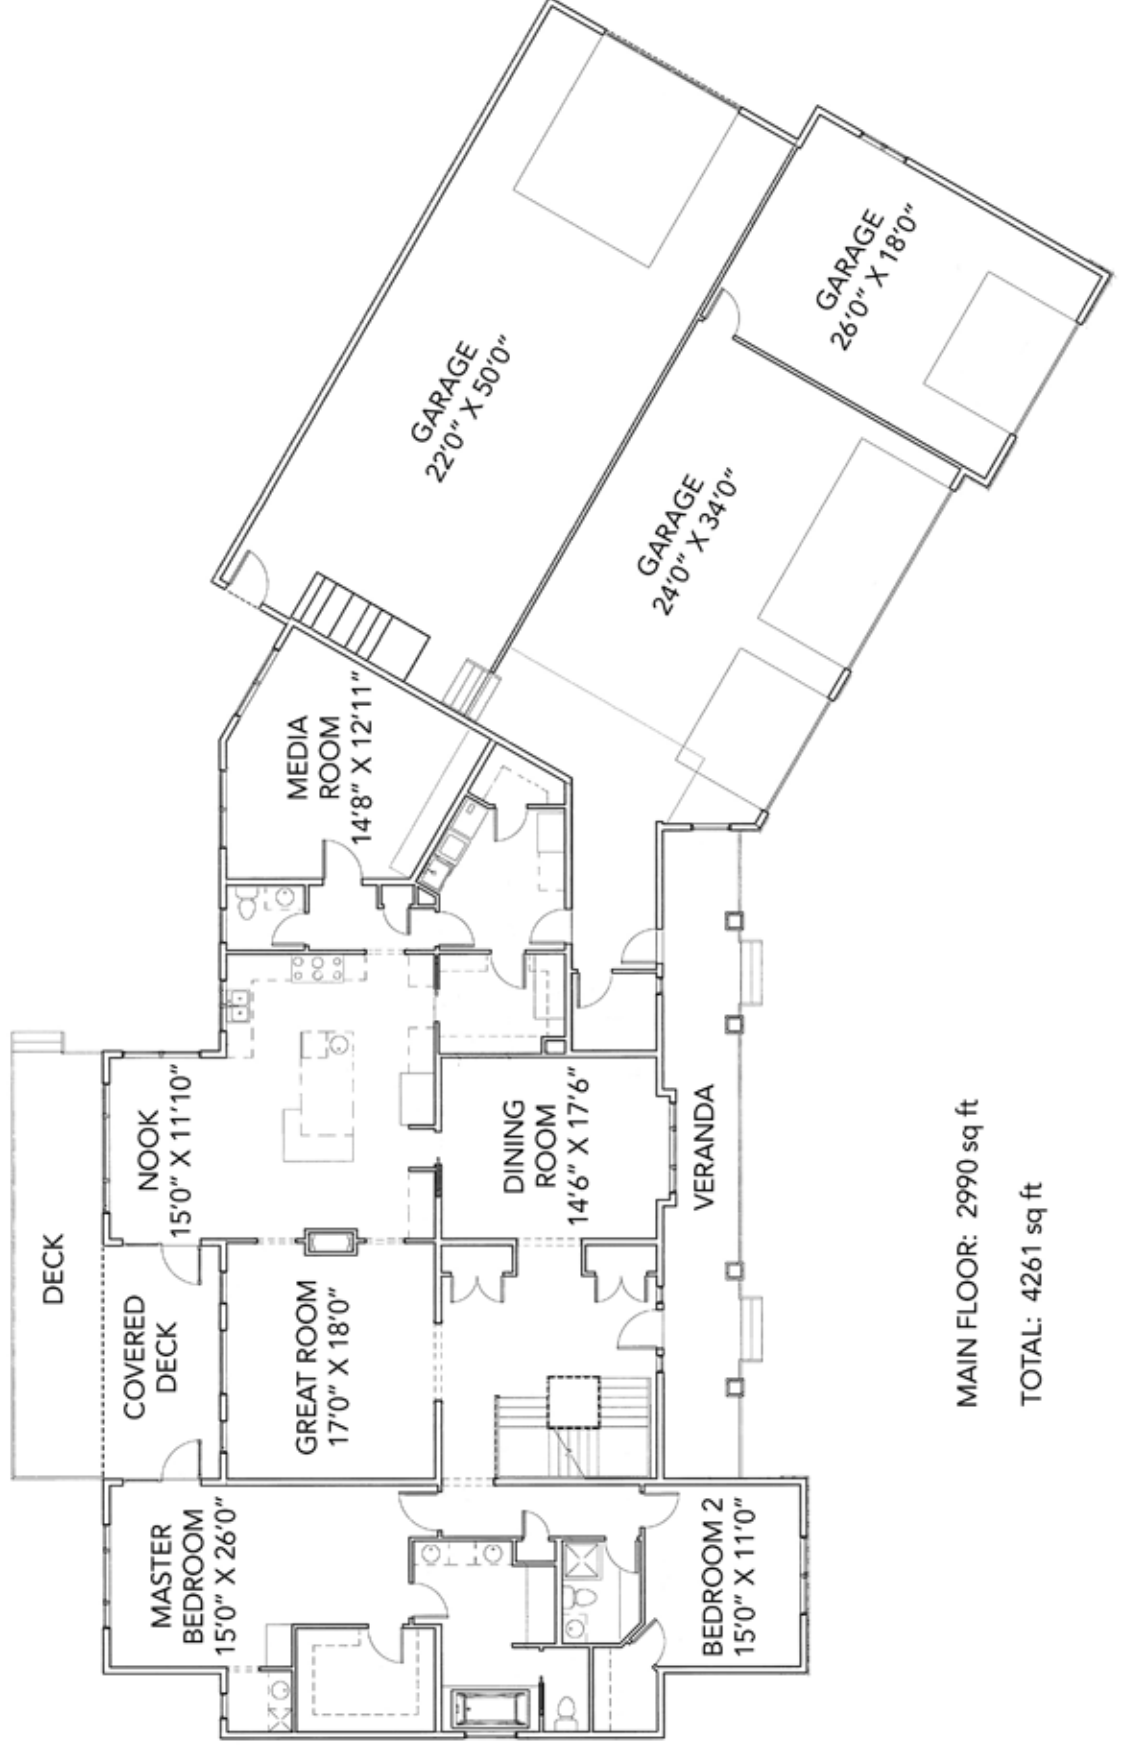 DECK
COVERED
DECK
NOOK
15'0" X 11'10"
MASTER
BEDROOM
15'0" X 26'0"
GREAT ROOM
17'0" X 18'0"
MEDIA
ROOM
14'8" X 12'11"
GARAGE
22'0" X 50'0"
DINING
ROOM
14'6" X 17'6"
GARAGE
24'0" X 34'0"
GARAGE
26'0" X 18'0"
BEDROOM 2
15'0" X 11'0"
VERANDA
MAIN FLOOR: 2990 sq ft
TOTAL: 4261 sq ft